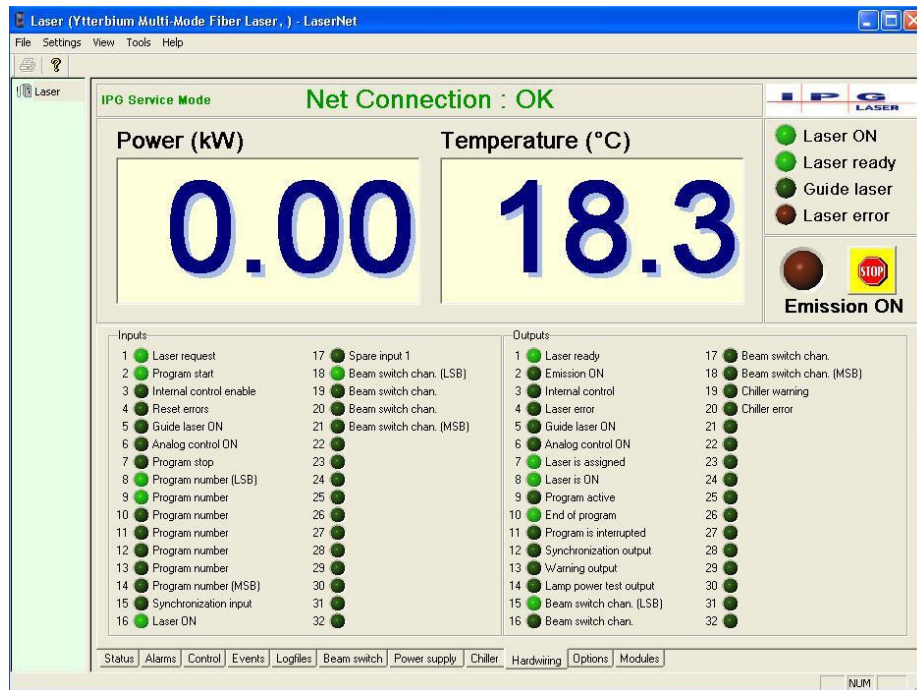 Laser (Ytterbium Multi-Mode Fiber Laser, ) - LaserNet
File Settings View Tools Help
Laser
IPG Service Mode
Net Connection : OK
IPG
LASER
Power (kW)
0.00
Temperature (°C)
18.3
Laser ON
Laser ready
Guide laser
Laser error
STOP
Emission ON
Inputs
1 Laser request
2 Program start
3 Internal control enable
4 Reset errors
5 Guide laser ON
6 Analog control ON
7 Program stop
8 Program number (LSB)
9 Program number
10 Program number
11 Program number
12 Program number
13 Program number
14 Program number (MSB)
15 Synchronization input
16 Laser ON
17 Spare input 1
18 Beam switch chan. (LSB)
19 Beam switch chan.
20 Beam switch chan.
21 Beam switch chan. (MSB)
22
23
24
25
26
27
28
29
30
31
32
Outputs
1 Laser ready
2 Emission ON
3 Internal control
4 Laser error
5 Guide laser ON
6 Analog control ON
7 Laser is assigned
8 Laser is ON
9 Program active
10 End of program
11 Program is interrupted
12 Synchronization output
13 Warning output
14 Lamp power test output
15 Beam switch chan. (LSB)
16 Beam switch chan.
17 Beam switch chan.
18 Beam switch chan. (MSB)
19 Chiller warning
20 Chiller error
21
22
23
24
25
26
27
28
29
30
31
32
Status Alarms Control Events Logfiles Beam switch Power supply Chiller Hardwiring Options Modules
NUM